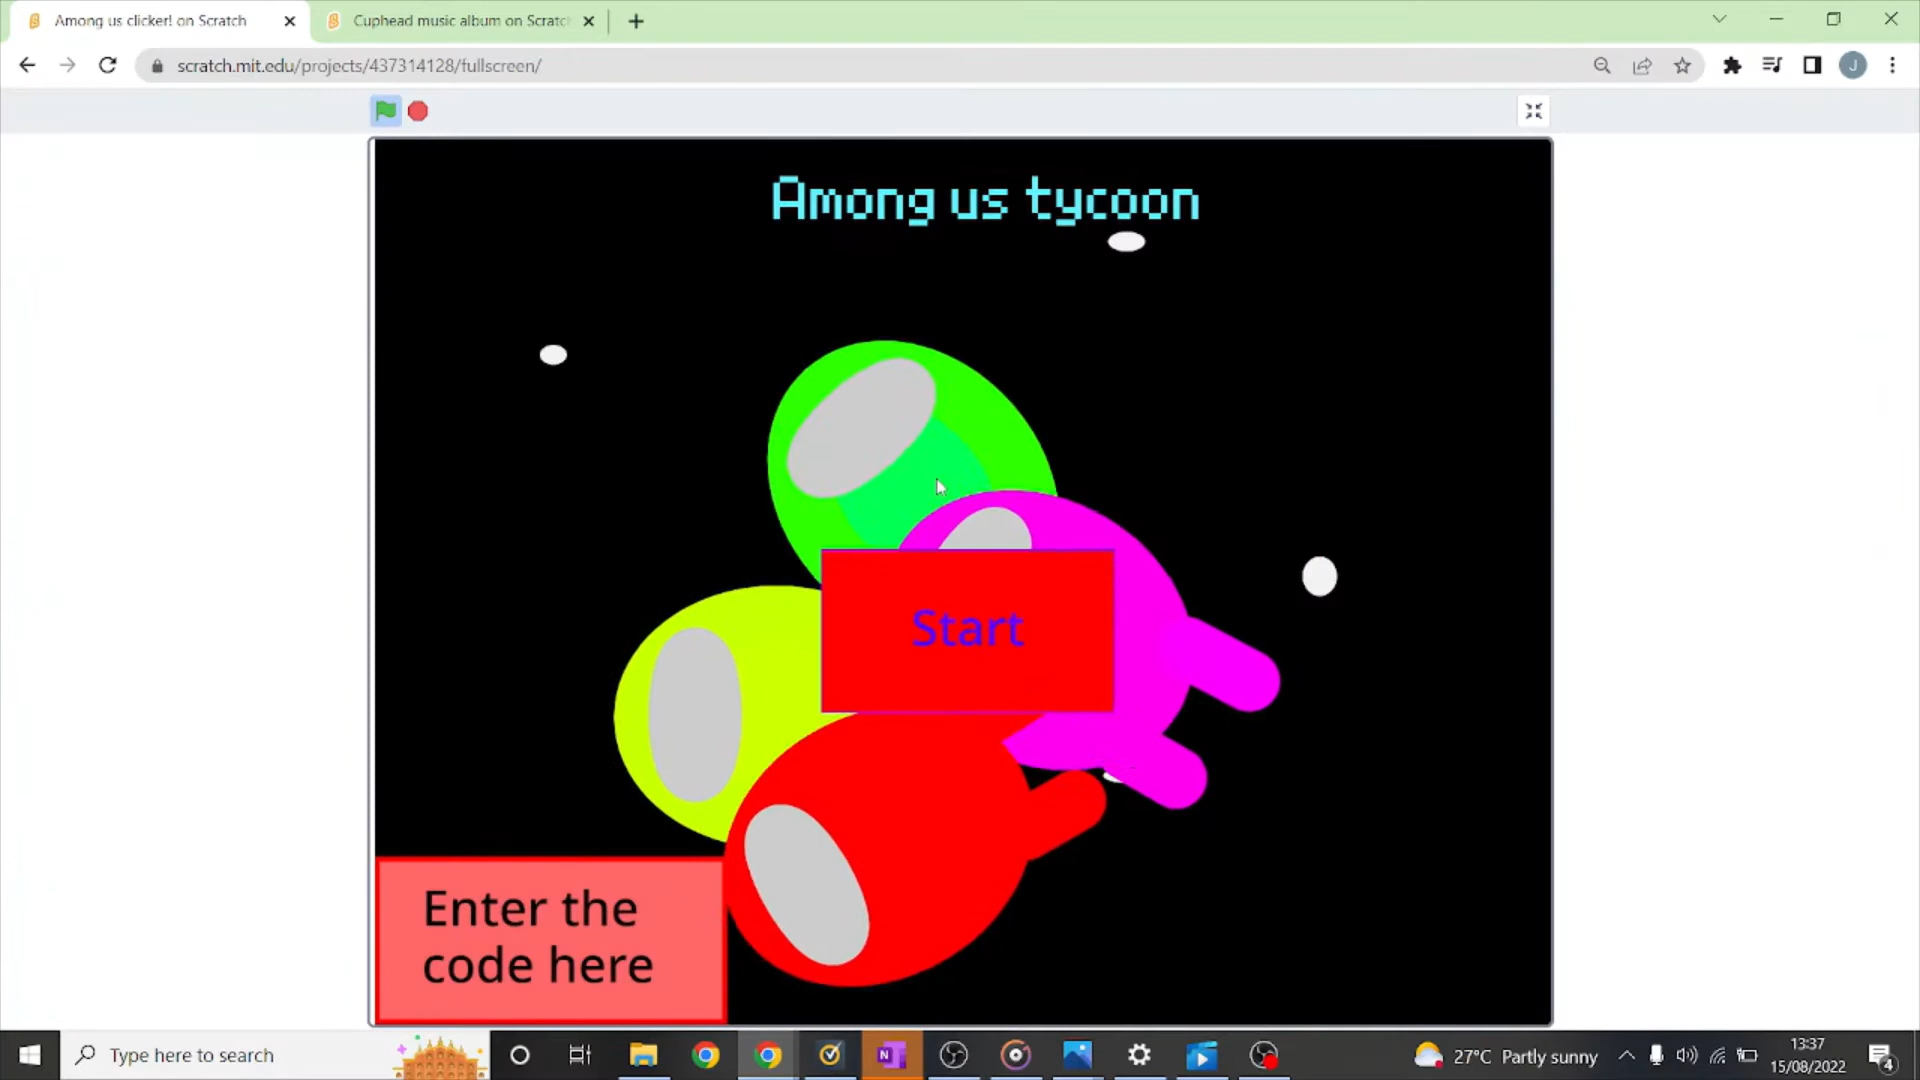 Among us clicker! on Scratch
Cuphead music album on Scratc
scratch.mit.edu/projects/437314128/fullscreen/
J
Among us tycoon
Start
Enter the
code here
Type here to search
N
27°C Partly sunny
13:37
15/08/2022
4